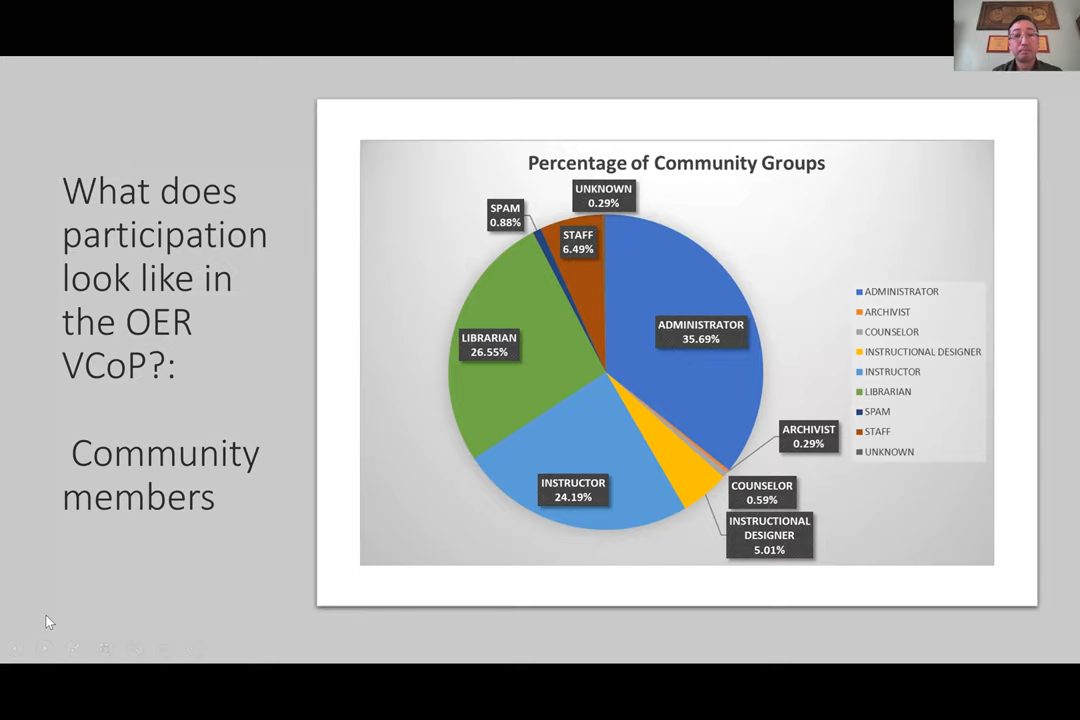 What does
participation
look like in
the OER
VCoP?:
Community
members
Percentage of Community Groups
UNKNOWN
0.29%
SPAM
0.88%
STAFF
6.49%
ADMINISTRATOR
35.69%
LIBRARIAN
26.55%
ARCHIVIST
0.29%
INSTRUCTOR
24.19%
COUNSELOR
0.59%
INSTRUCTIONAL
DESIGNER
5.01%
ADMINISTRATOR
ARCHIVIST
COUNSELOR
INSTRUCTIONAL DESIGNER
INSTRUCTOR
LIBRARIAN
SPAM
STAFF
UNKNOWN